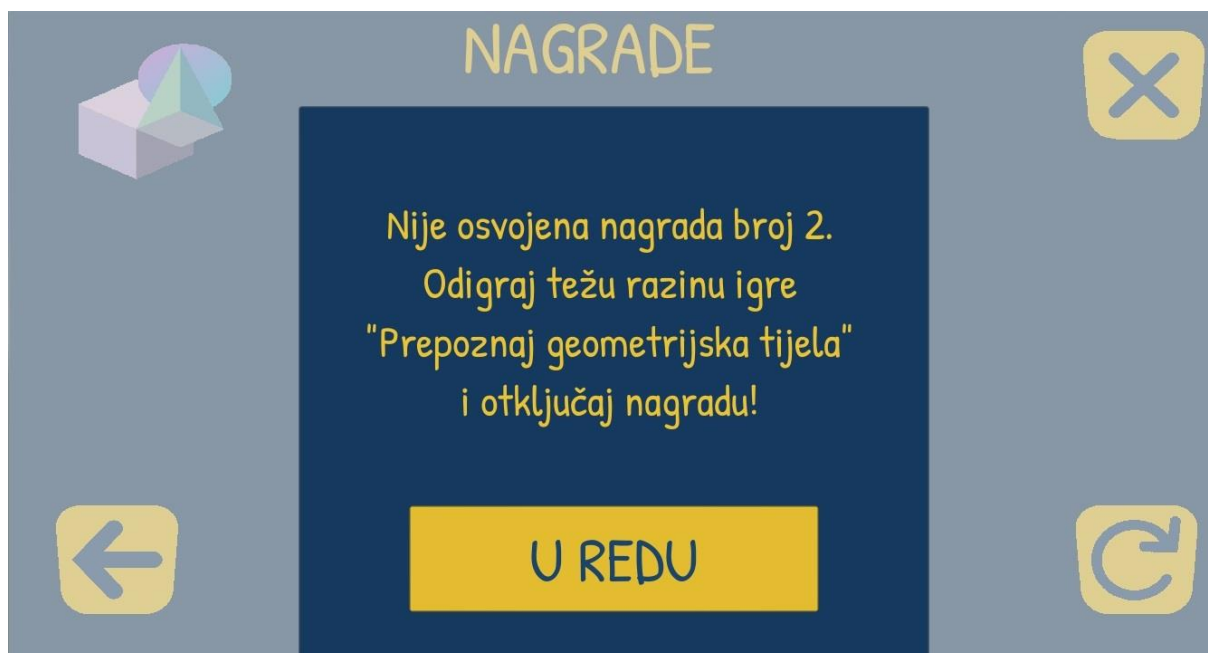 NAGRADE
Nije osvojena nagrada broj 2.
Odigraj težu razinu igre
"Prepoznaj geometrijska tijela"
i otključaj nagradu!
U REDU